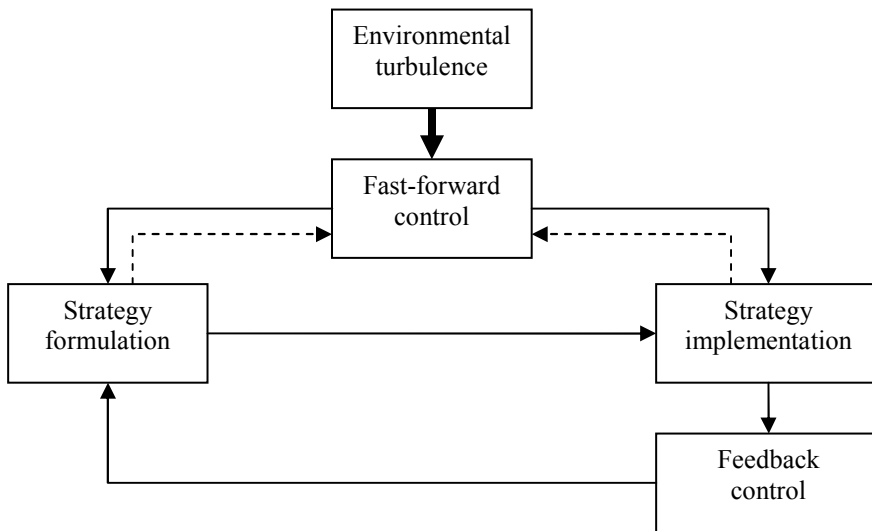 Environmental
turbulence
Fast-forward
control
Strategy
formulation
Strategy
implementation
Feedback
control